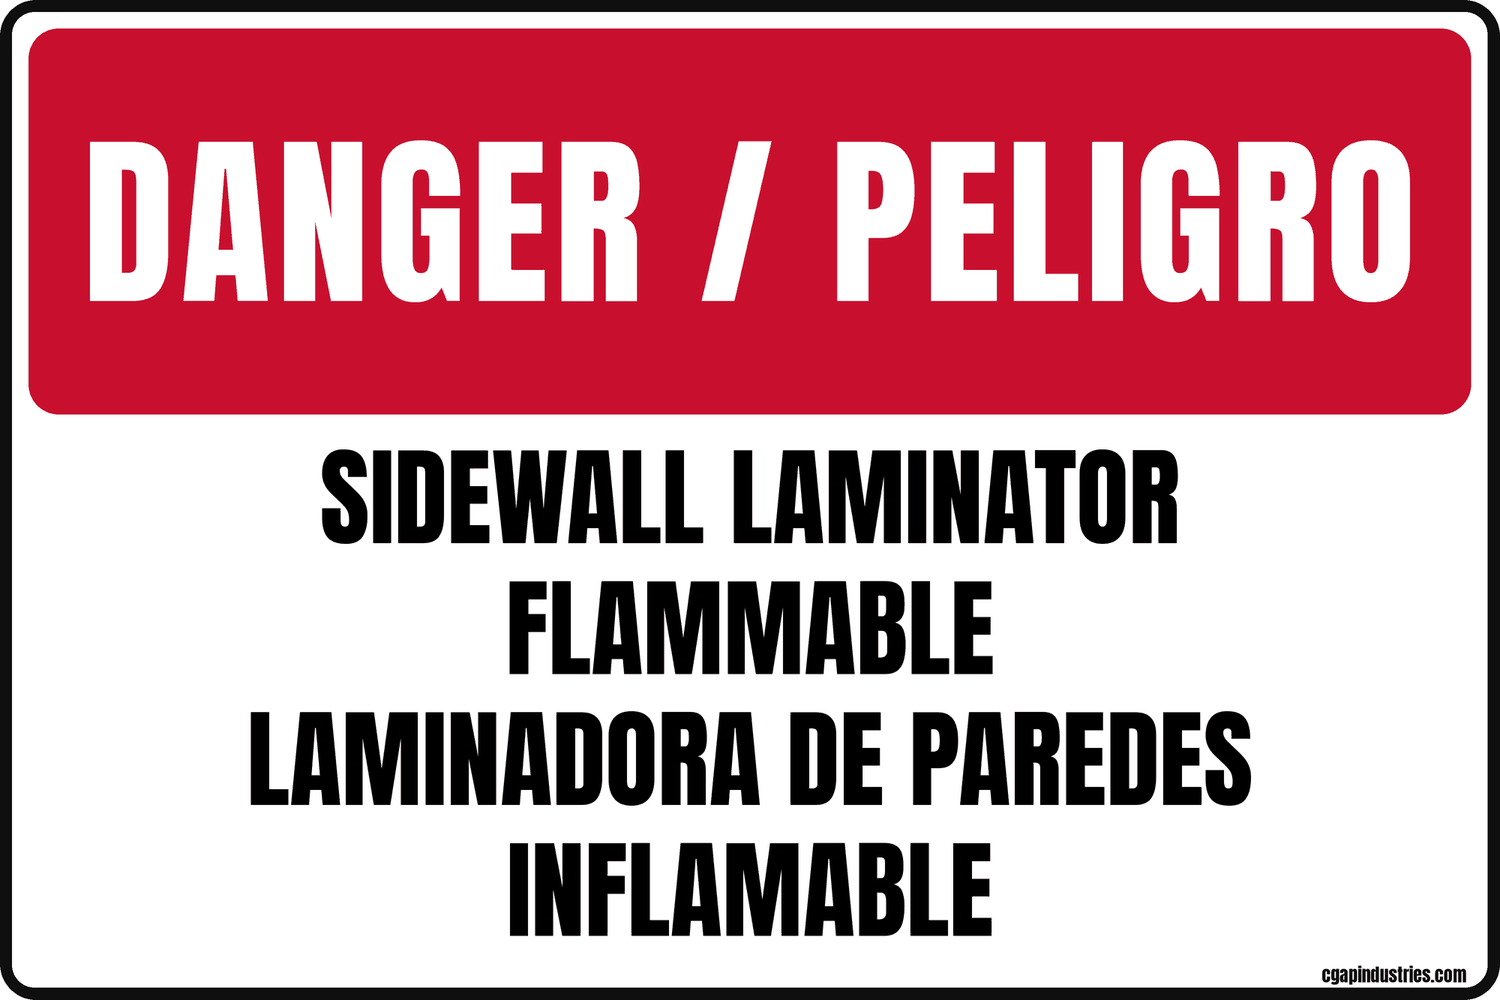 DANGER / PELIGRO
SIDEWALL LAMINATOR
FLAMMABLE
LAMINADORA DE PAREDES
INFLAMABLE
cgapindustries.com